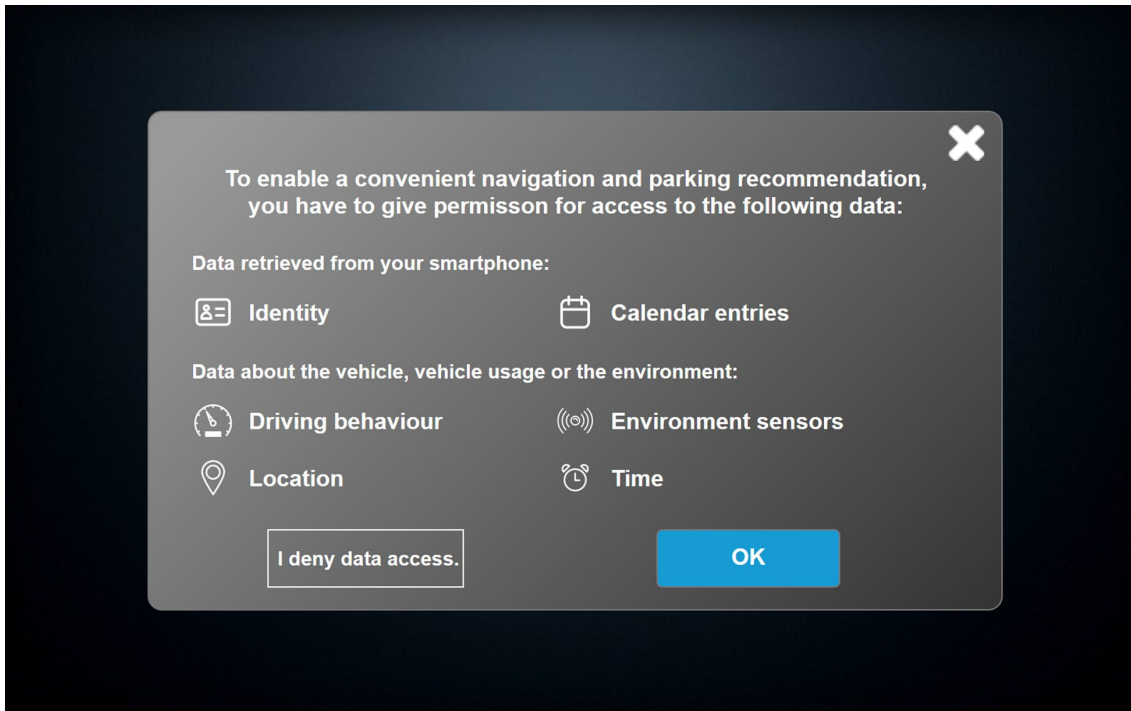 To enable a convenient navigation and parking recommendation,
you have to give permisson for access to the following data:
Data retrieved from your smartphone:
Identity
Calendar entries
Data about the vehicle, vehicle usage or the environment:
Driving behaviour
Environment sensors
Location
Time
I deny data access.
OK